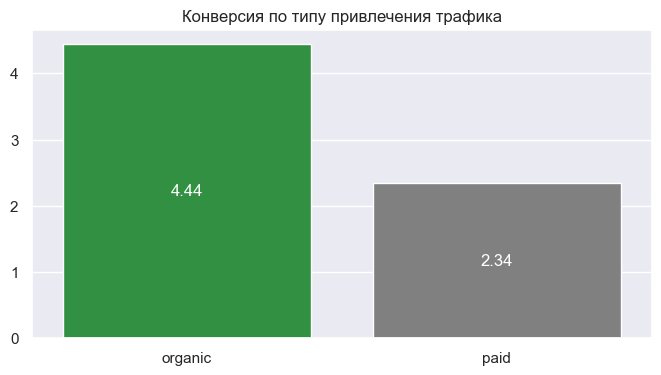 Конверсия по типу привлечения трафика
4
3
2
1
0
4.44
2.34
organic
paid